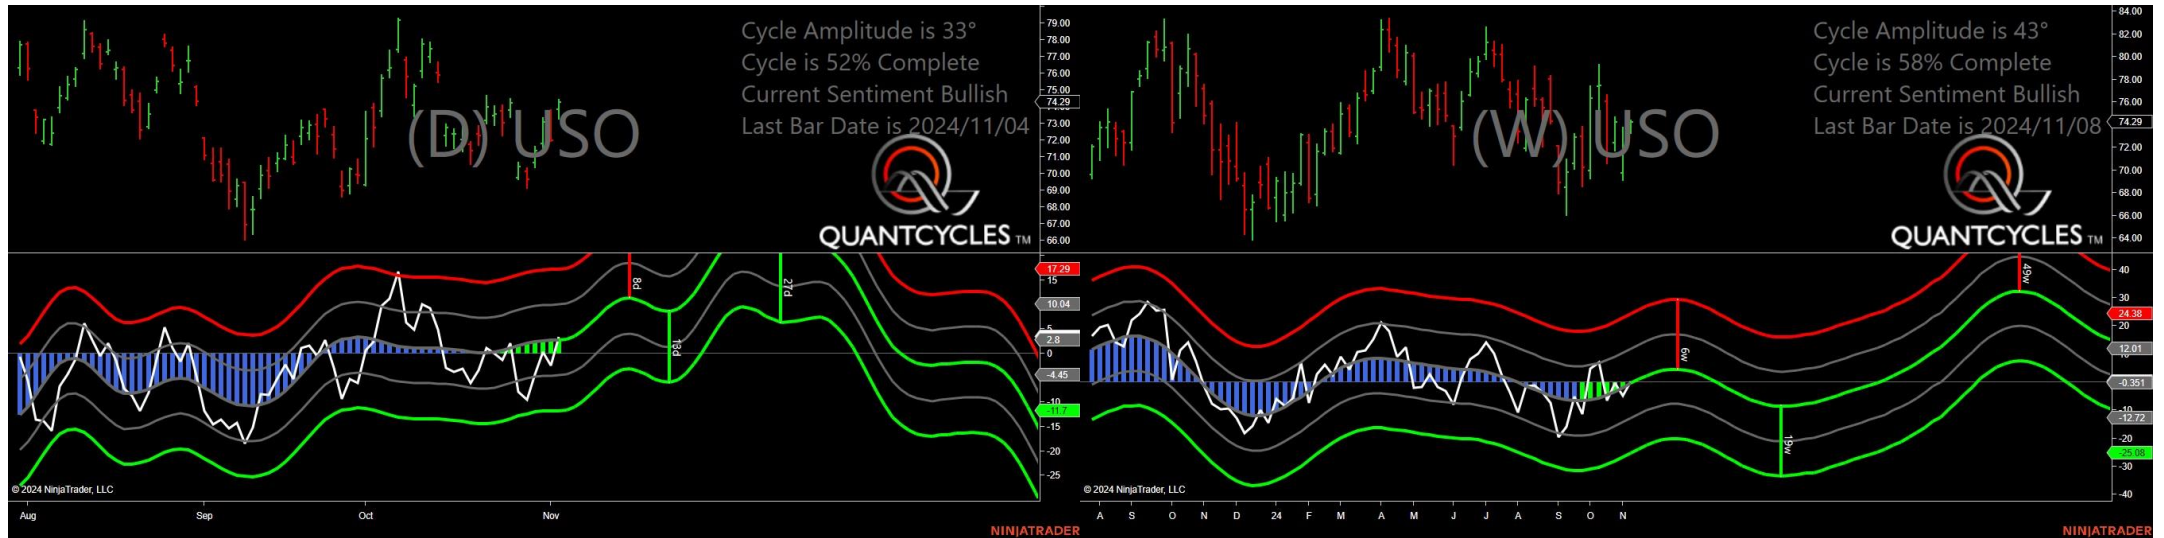 Cycle Amplitude is 33°
Cycle is 52% Complete
Current Sentiment Bullish
Last Bar Date is 2024/11/04
(D) USO
QUANTCYCLES TM
79.00
78.00
77.00
76.00
75.00
74.29
73.00
72.00
71.00
70.00
69.00
68.00
67.00
66.00
17.29
15
10.04
5
2.8
0
-4.45
-10
-11.7
-15
-20
-25
8d
13d
27d
© 2024 NinjaTrader, LLC
Aug Sep Oct Nov
NINJATRADER
Cycle Amplitude is 43°
Cycle is 58% Complete
Current Sentiment Bullish
Last Bar Date is 2024/11/08
(W) USO
QUANTCYCLES TM
84.00
82.00
80.00
78.00
76.00
74.29
72.00
70.00
68.00
66.00
64.00
40
30
24.38
20
12.01
-0.351
-10
-12.72
-20
-25.08
-30
-40
6w
19w
49w
© 2024 NinjaTrader, LLC
A S O N D 24 F M A M J J A S O N
NINJATRADER